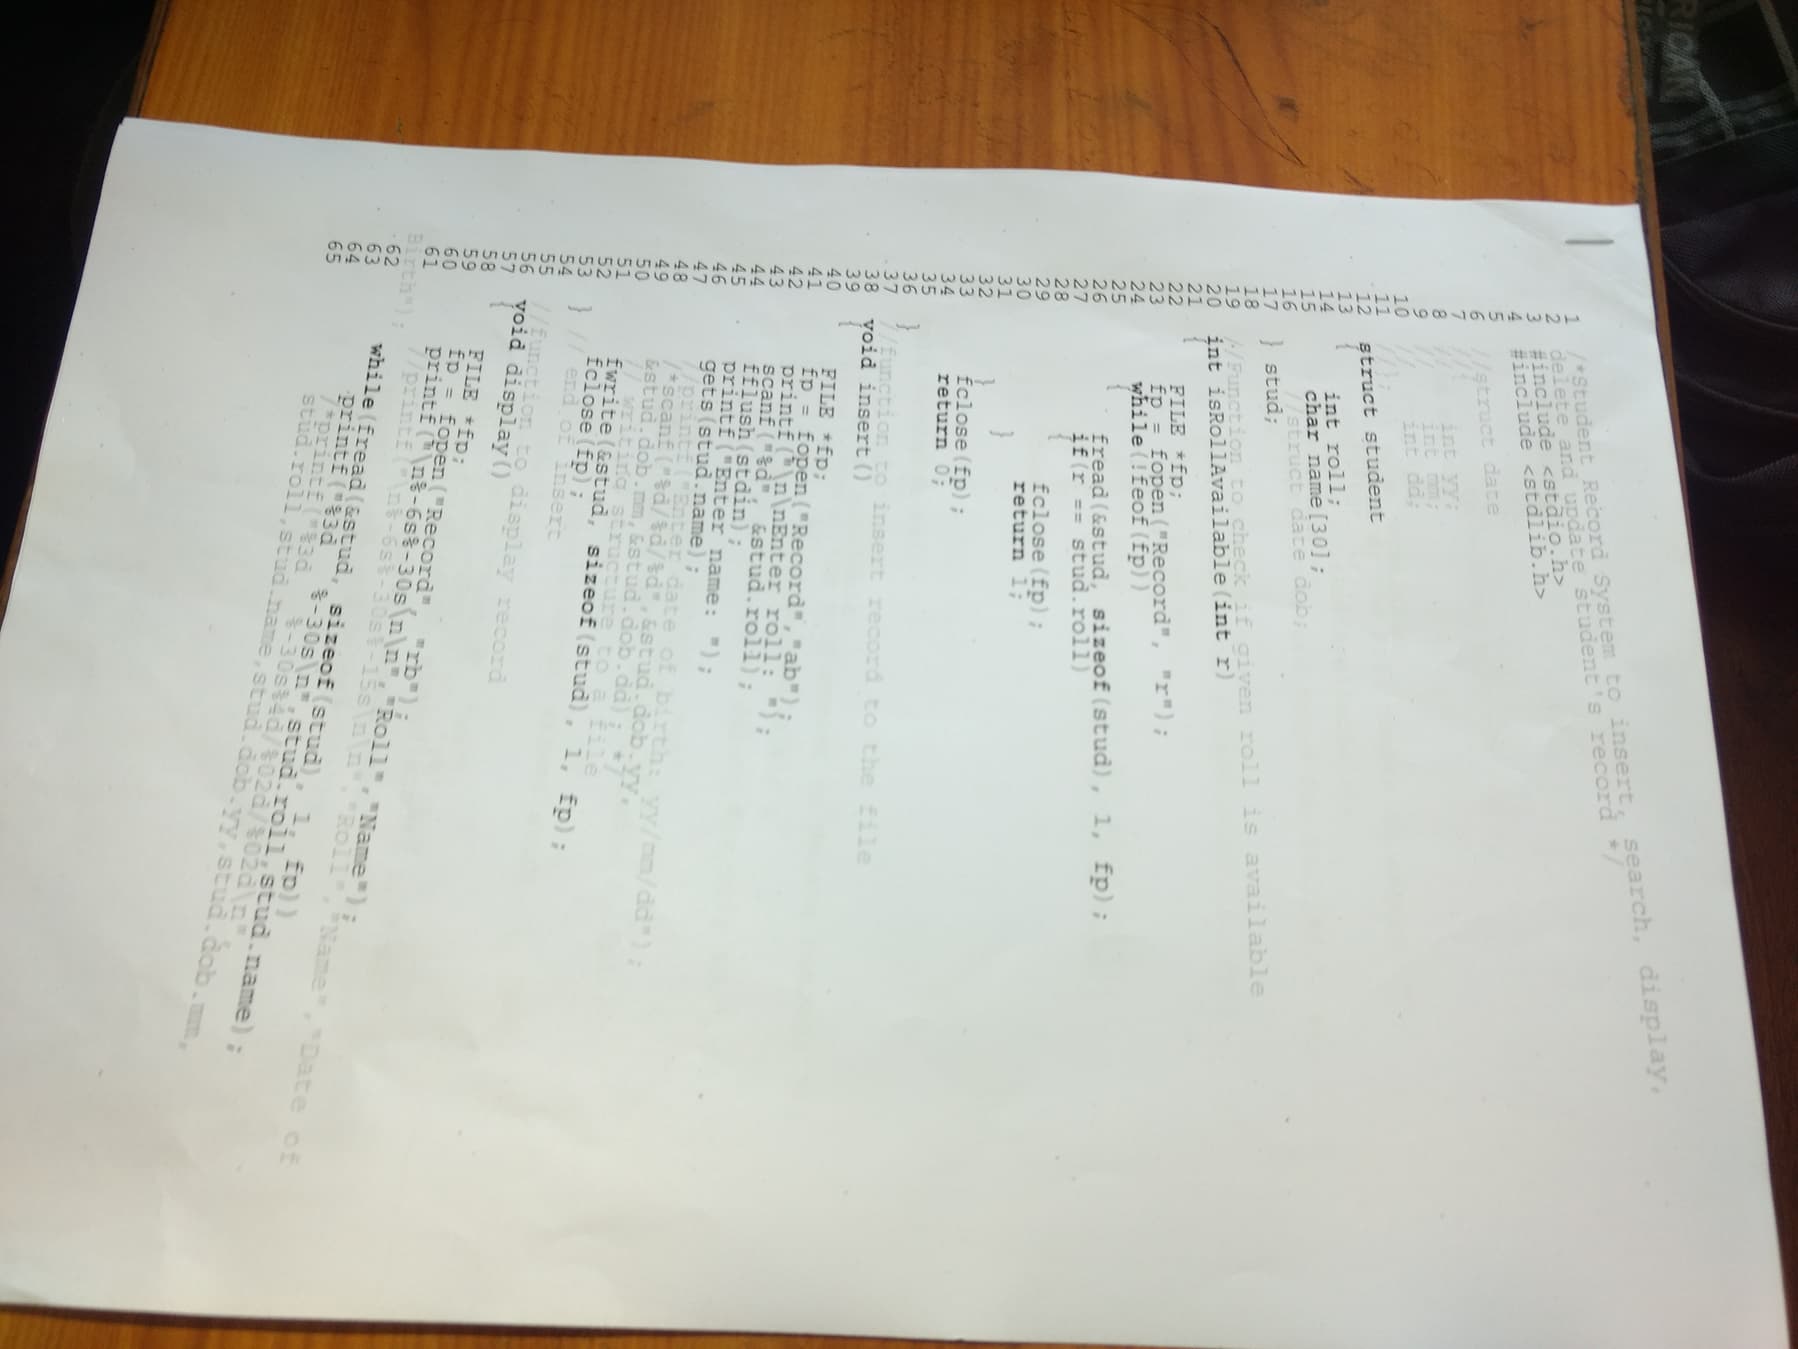 RICAN
1 /*Student Record System to insert, search, display,
2 delete and update student's record */
3 #include <stdio.h>
4 #include <stdlib.h>
5
6 //struct date
7 //{
8 //    int yy;
9 //    int mm;
10 //    int dd;
11 //};
12 struct student
13 {
14     int roll;
15     char name[30];
16     //struct date dob;
17 } stud;
18
19 //Function to check if given roll is available
20 int isRollAvailable(int r)
21 {
22     FILE *fp;
23     fp = fopen("Record", "r");
24     while(!feof(fp))
25     {
26         fread(&stud, sizeof(stud), 1, fp);
27         if(r == stud.roll)
28         {
29             fclose(fp);
30             return 1;
31         }
32     }
33     fclose(fp);
34     return 0;
35
36 }
37 //function to insert record to the file
38 void insert()
39 {
40     FILE *fp;
41     fp = fopen("Record","ab");
42     printf("\n\nEnter roll: ");
43     scanf("%d", &stud.roll);
44     fflush(stdin);
45     printf("Enter name: ");
46     gets(stud.name);
47     //printf("Enter date of birth: yy/mm/dd");
48     /*scanf("%d/%d/%d",&stud.dob.yy,
49     &stud.dob.mm,&stud.dob.dd); */
50     // writing structure to a file
51     fwrite(&stud, sizeof(stud), 1, fp);
52     fclose(fp);
53 } // end of insert
54
55 //function to display record
56 void display()
57 {
58     FILE *fp;
59     fp = fopen("Record", "rb");
60     printf("\n%-6s%-30s\n\n","Roll","Name");
61     //printf("\n%-6s%-30s%-15s\n\n","Roll","Name","Date of
Birth");
62     while(fread(&stud, sizeof(stud), 1, fp))
63         printf("%3d   %-30s\n",stud.roll,stud.name);
64         /*printf("%3d   %-30s%4d/%02d/%02d\n",
65         stud.roll,stud.name,stud.dob.yy,stud.dob.mm,